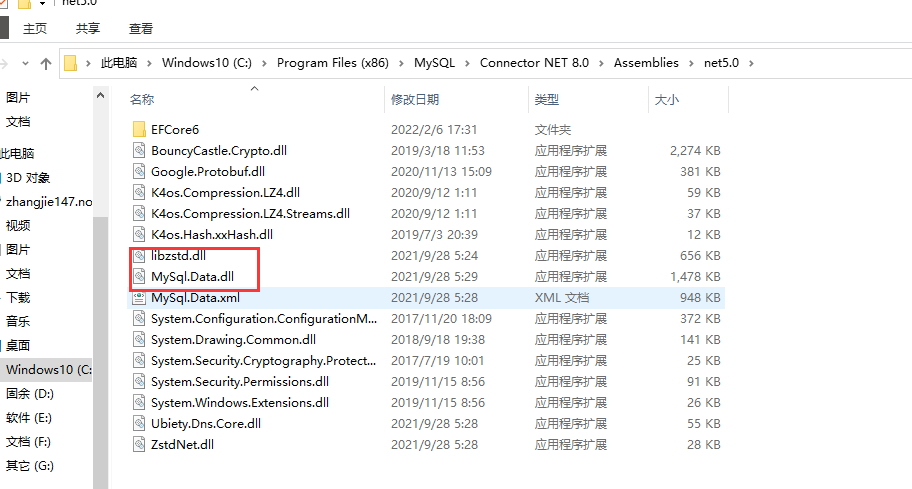 net5.0
主页 共享 查看
此电脑 Windows10 (C:) Program Files (x86) MySQL Connector NET 8.0 Assemblies net5.0
名称 修改日期 类型 大小
EFCore6 2022/2/6 17:31 文件夹
BouncyCastle.Crypto.dll 2019/3/18 11:53 应用程序扩展 2,274 KB
Google.Protobuf.dll 2020/11/13 15:09 应用程序扩展 381 KB
K4os.Compression.LZ4.dll 2020/9/12 1:11 应用程序扩展 59 KB
K4os.Compression.LZ4.Streams.dll 2020/9/12 1:11 应用程序扩展 37 KB
K4os.Hash.xxHash.dll 2019/7/3 20:39 应用程序扩展 12 KB
libzstd.dll 2021/9/28 5:24 应用程序扩展 656 KB
MySql.Data.dll 2021/9/28 5:29 应用程序扩展 1,478 KB
MySql.Data.xml 2021/9/28 5:28 XML 文档 948 KB
System.Configuration.ConfigurationM... 2017/11/20 18:09 应用程序扩展 372 KB
System.Drawing.Common.dll 2018/9/18 19:38 应用程序扩展 141 KB
System.Security.Cryptography.Protect... 2017/7/19 10:01 应用程序扩展 25 KB
System.Security.Permissions.dll 2019/11/15 8:56 应用程序扩展 91 KB
System.Windows.Extensions.dll 2019/11/15 8:56 应用程序扩展 26 KB
Ubiety.Dns.Core.dll 2021/9/28 5:28 应用程序扩展 55 KB
ZstdNet.dll 2021/9/28 5:28 应用程序扩展 28 KB
图片
文档
此电脑
3D 对象
zhangjie147.no
视频
图片
文档
下载
音乐
桌面
Windows10 (C:
固余 (D:)
软件 (E:)
文档 (F:)
其它 (G:)